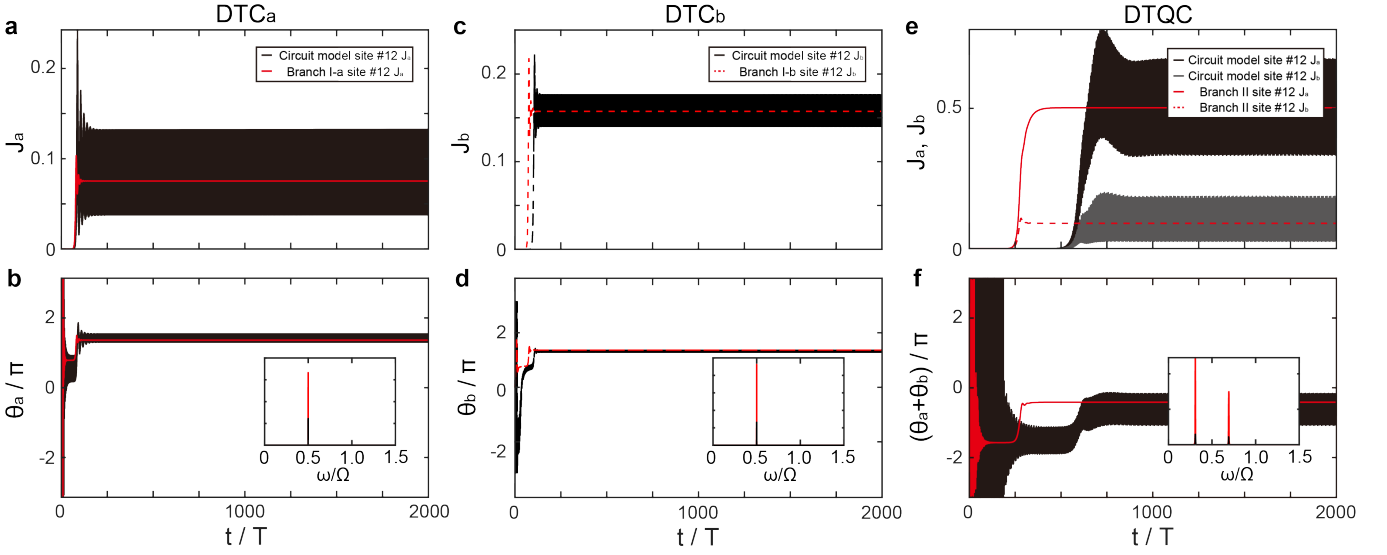 DTCa
a
Circuit model site #12 Ja
Branch I-a site #12 Ja
Ja
0.2
0.1
0
b
θa / π
2
0
-2
0 0.5 1.0 1.5
ω/Ω
0 1000 2000
t / T
DTCb
c
Circuit model site #12 Jb
Branch I-b site #12 Jb
Jb
0.2
0.1
0
d
θb / π
2
0
-2
0 0.5 1.0 1.5
ω/Ω
0 1000 2000
t / T
DTQC
e
Circuit model site #12 Ja
Circuit model site #12 Jb
Branch II site #12 Ja
Branch II site #12 Jb
Ja, Jb
0.5
0
f
(θa+θb) / π
2
0
-2
0 0.5 1.0 1.5
ω/Ω
0 1000 2000
t / T